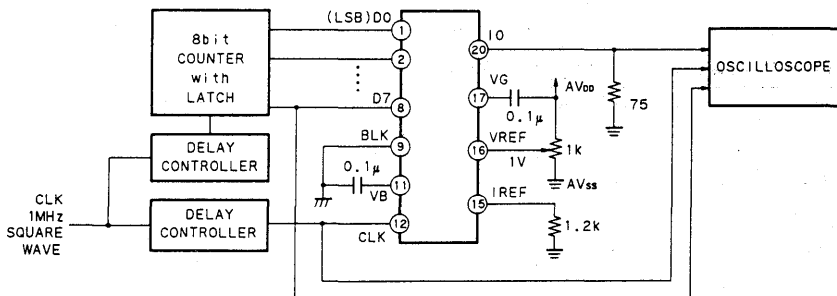 (LSB)D0
8bit
COUNTER
with
LATCH
1
2
D7
8
BLK
9
0.1μ
VB
11
CLK
12
DELAY
CONTROLLER
CLK
1MHz
SQUARE
WAVE
DELAY
CONTROLLER
IO
20
VG
17
0.1μ
AVDD
VREF
16
1V
1k
AVss
IREF
15
1.2k
75
OSCILLOSCOPE